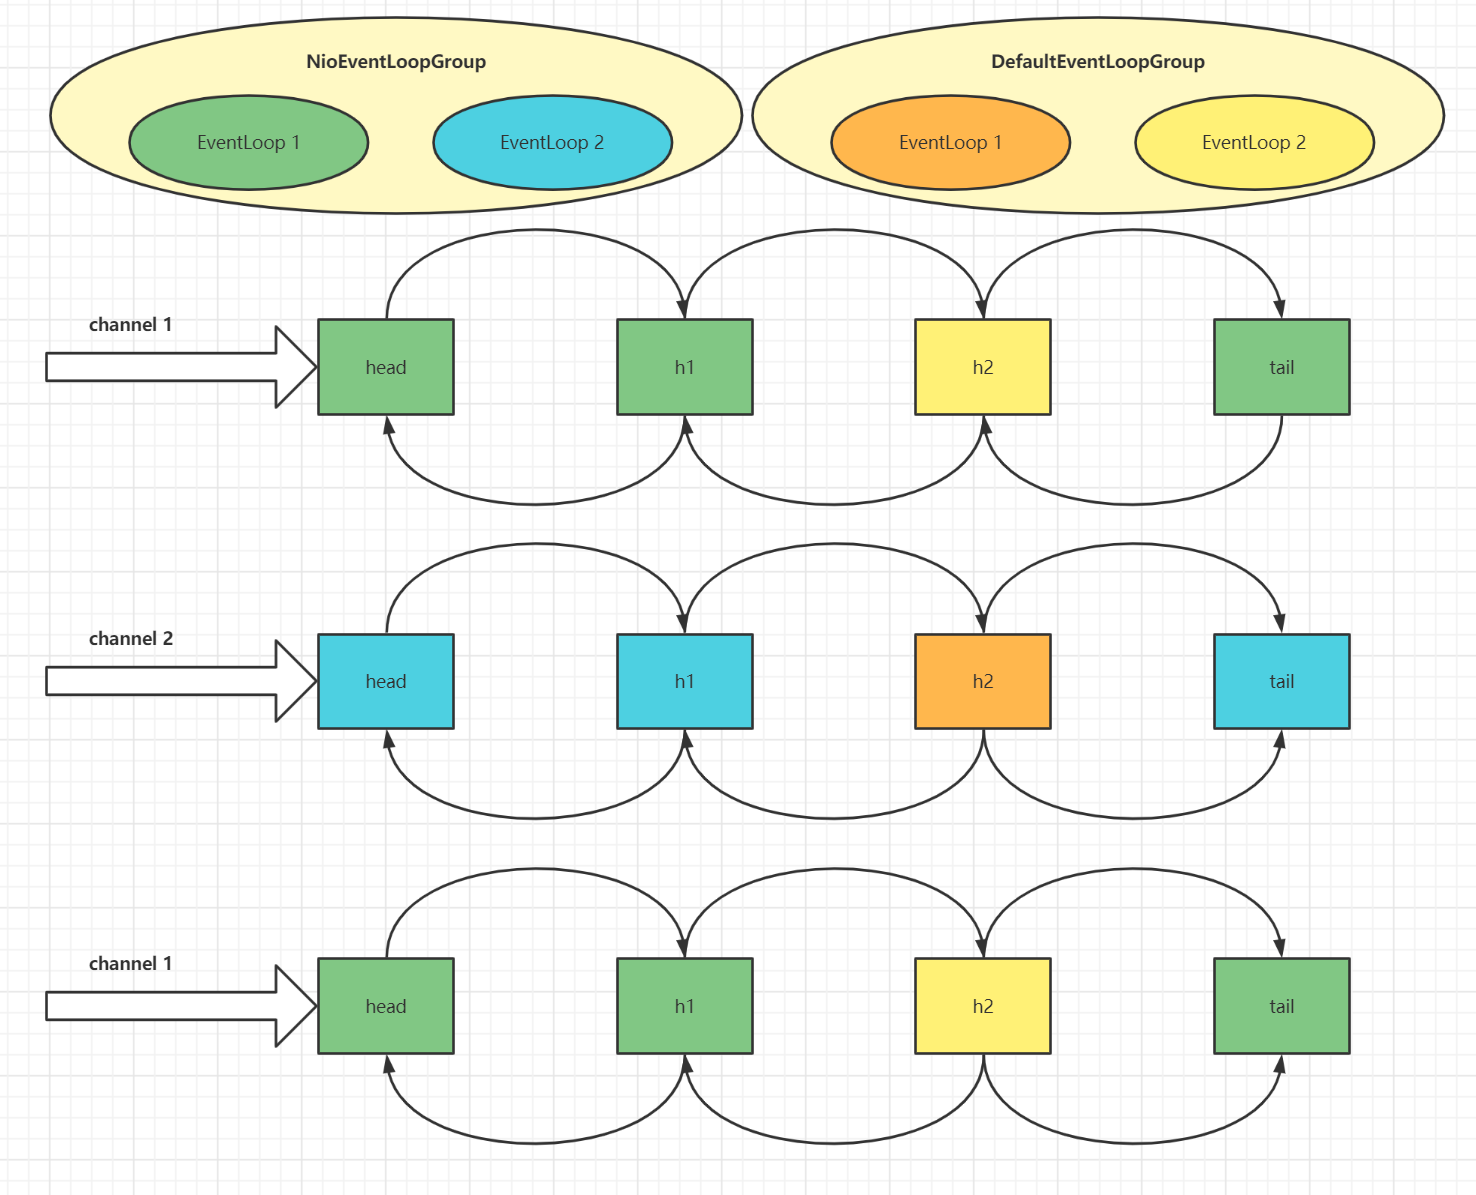 NioEventLoopGroup
DefaultEventLoopGroup
EventLoop 1
EventLoop 2
EventLoop 1
EventLoop 2
channel 1
head
h1
h2
tail
channel 2
head
h1
h2
tail
channel 1
head
h1
h2
tail